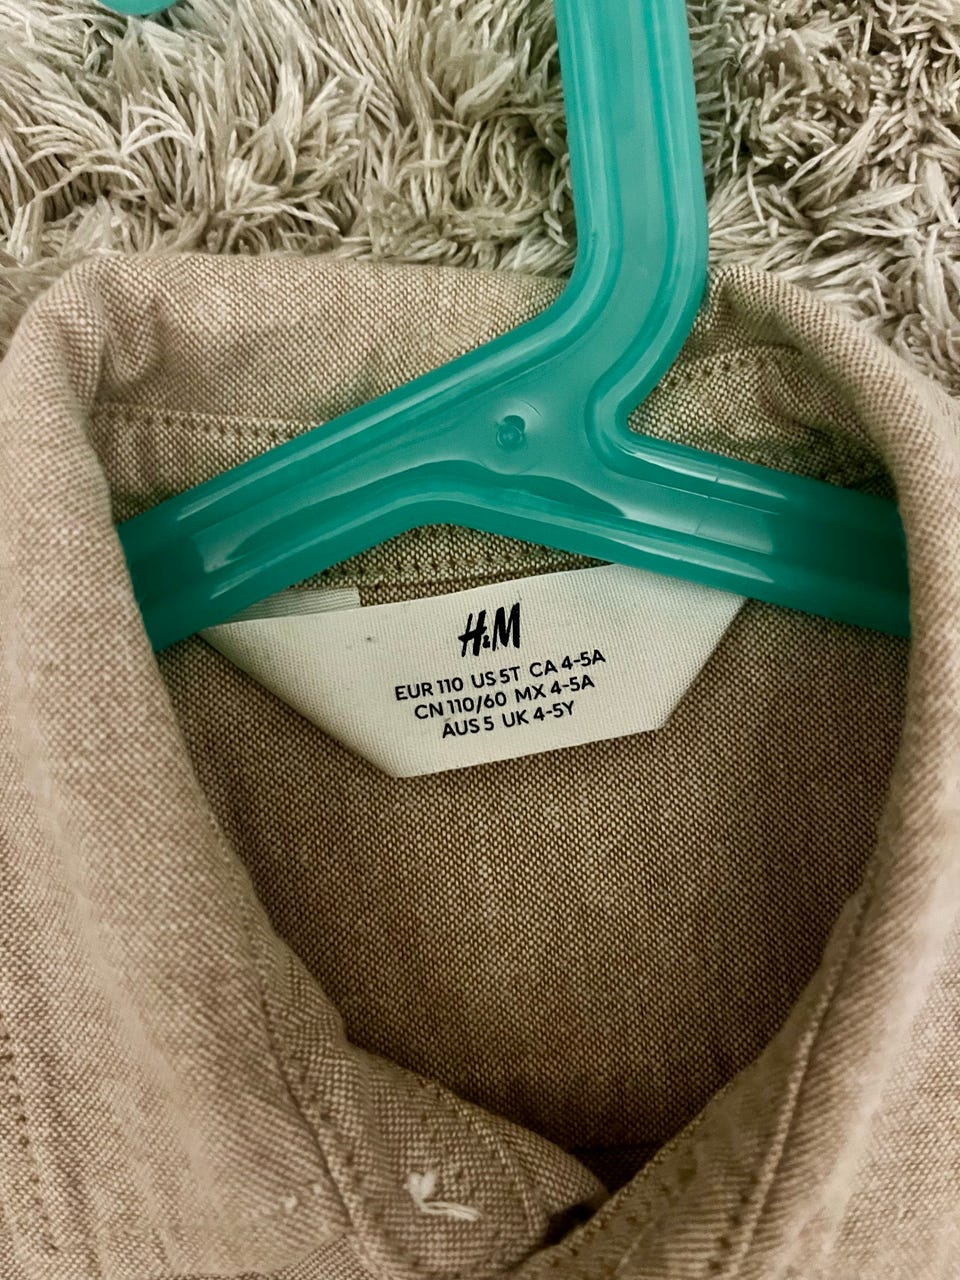 H&M
EUR 110 US 5T CA 4-5A
CN 110/60 MX 4-5A
AUS 5 UK 4-5Y